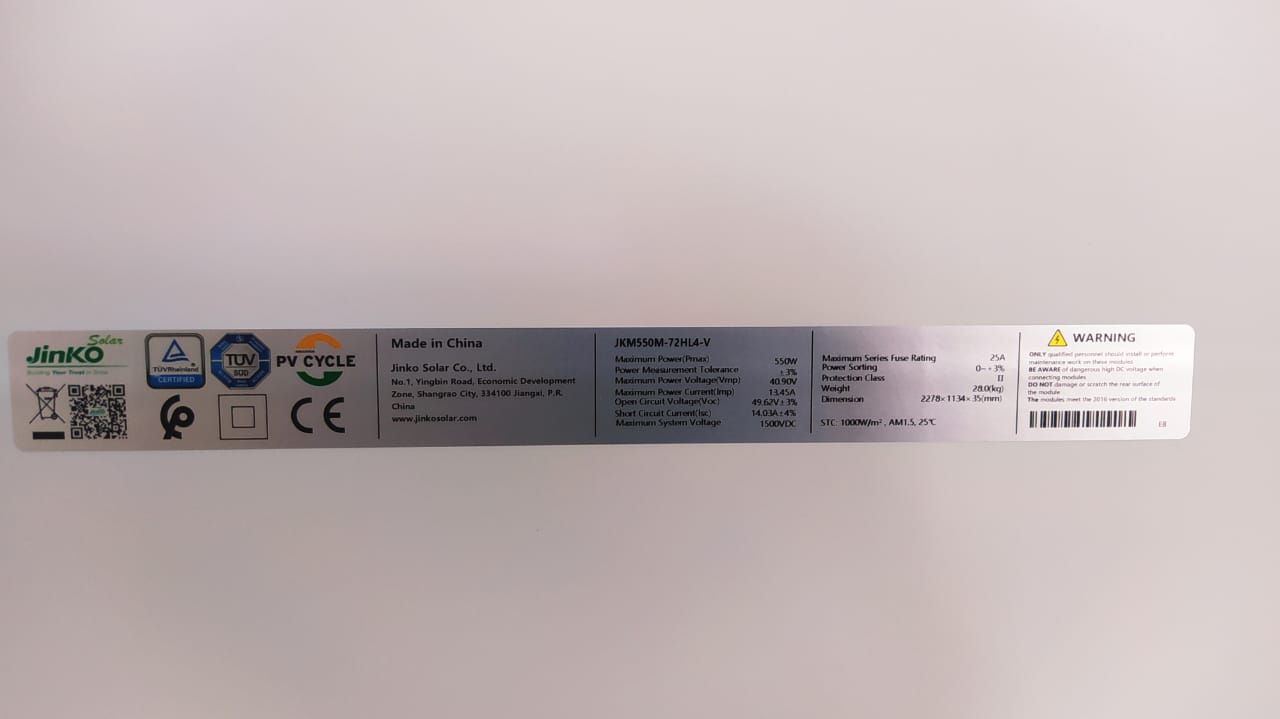 JinKO Solar
Building Your Trust in Solar
TÜVRheinland
CERTIFIED
TÜV
SÜD
PV CYCLE
CE
Made in China
Jinko Solar Co., Ltd.
No.1, Yingbin Road, Economic Development
Zone, Shangrao City, 334100 Jiangxi, P.R.
China
www.jinkosolar.com
JKM550M-72HL4-V
Maximum Power(Pmax) 550W
Power Measurement Tolerance ±3%
Maximum Power Voltage(Vmp) 40.90V
Maximum Power Current(Imp) 13.45A
Open Circuit Voltage(Voc) 49.62V±3%
Short Circuit Current(Isc) 14.03A±4%
Maximum System Voltage 1500VDC
Maximum Series Fuse Rating 25A
Power Sorting 0~+3%
Protection Class II
Weight 28.0(kg)
Dimension 2278×1134×35(mm)
STC: 1000W/m², AM1.5, 25℃
WARNING
ONLY qualified personnel should install or perform
maintenance work on these modules
BE AWARE of dangerous high DC voltage when
connecting modules
DO NOT damage or scratch the rear surface of
the module
The modules meet the 2016 version of the standards
E8